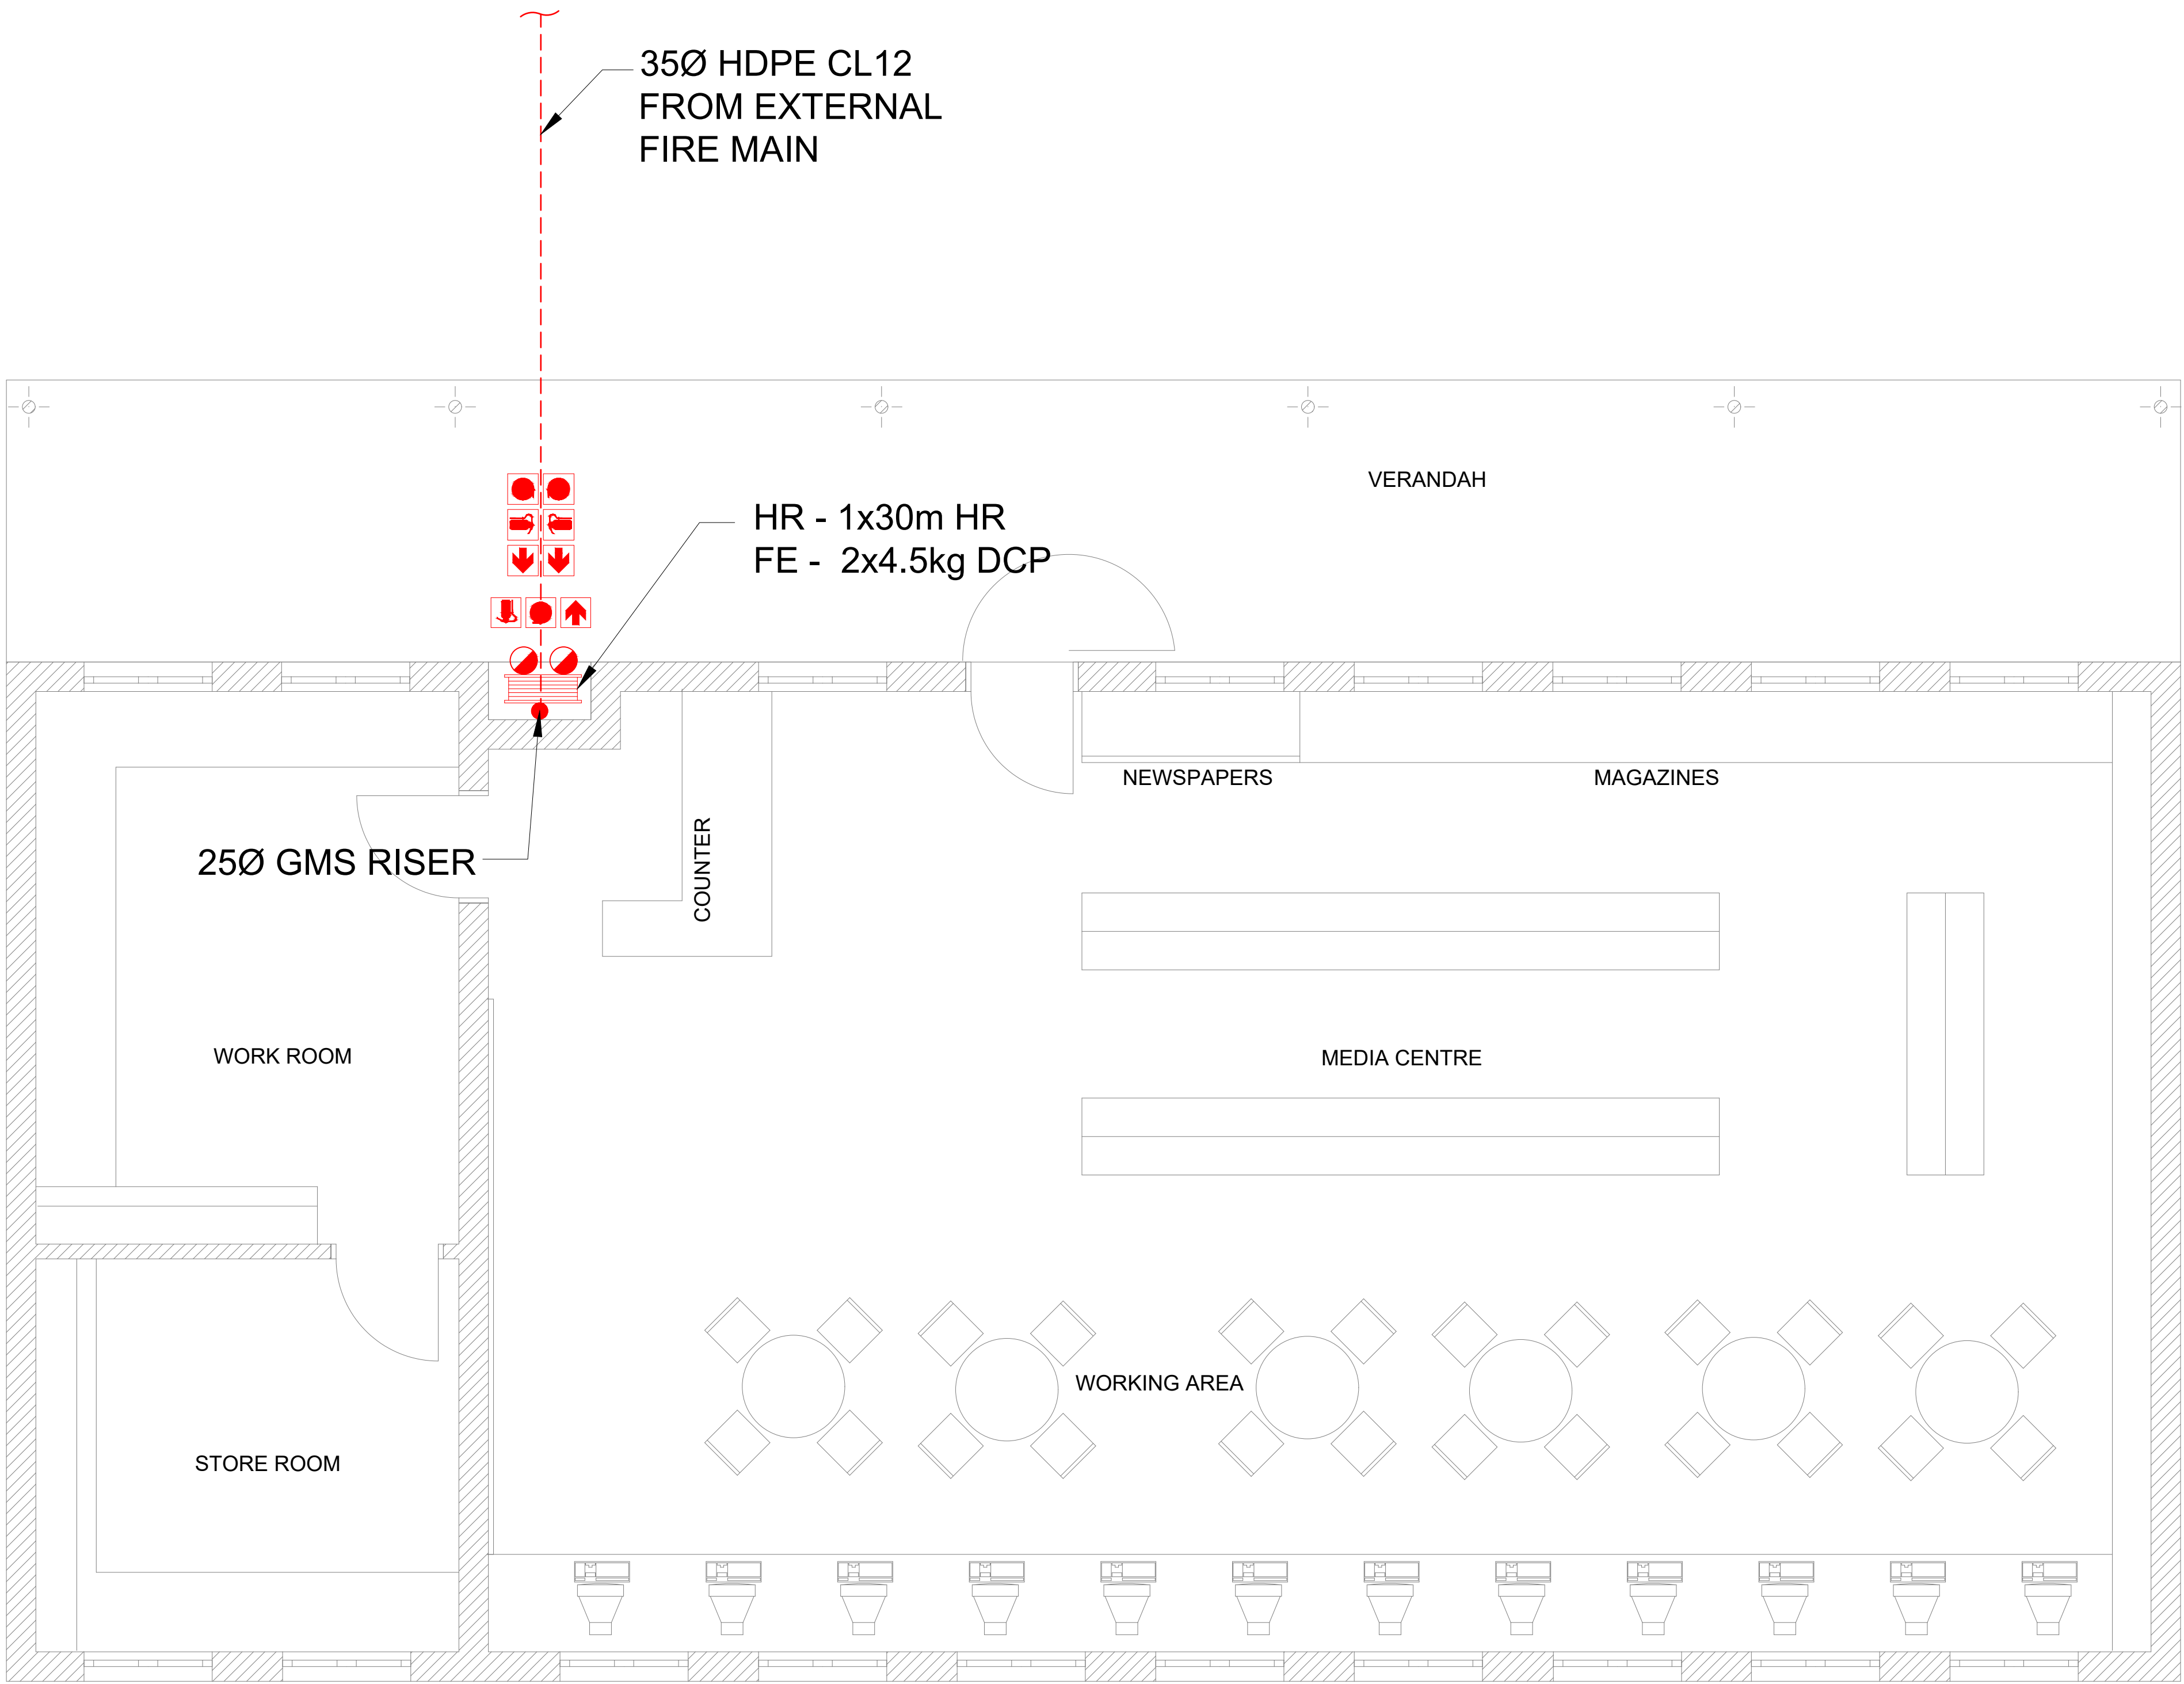 35Ø HDPE CL12
FROM EXTERNAL
FIRE MAIN
VERANDAH
HR - 1x30m HR
FE -  2x4.5kg DCP
NEWSPAPERS
MAGAZINES
COUNTER
25Ø GMS RISER
WORK ROOM
MEDIA CENTRE
WORKING AREA
STORE ROOM